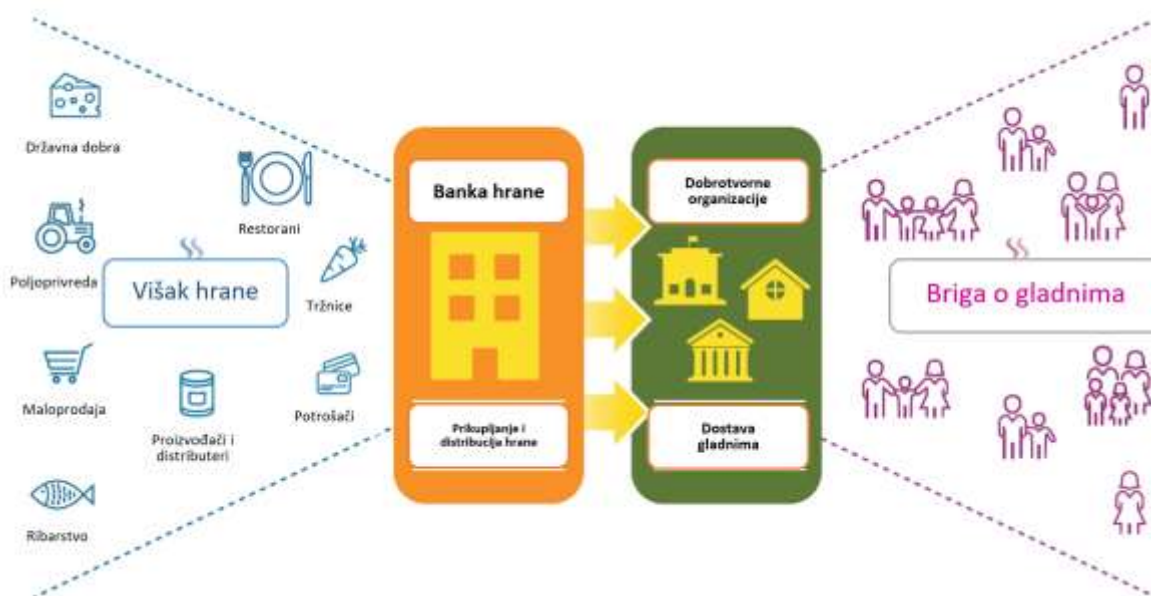 Državna dobra
Restorani
Poljoprivreda
Višak hrane
Tržnice
Maloprodaja
Proizvođači i
distributeri
Potrošači
Ribarstvo
Banka hrane
Prikupljanje i
distribucija hrane
Dobrotvorne
organizacije
Dostava
gladnima
Briga o gladnima